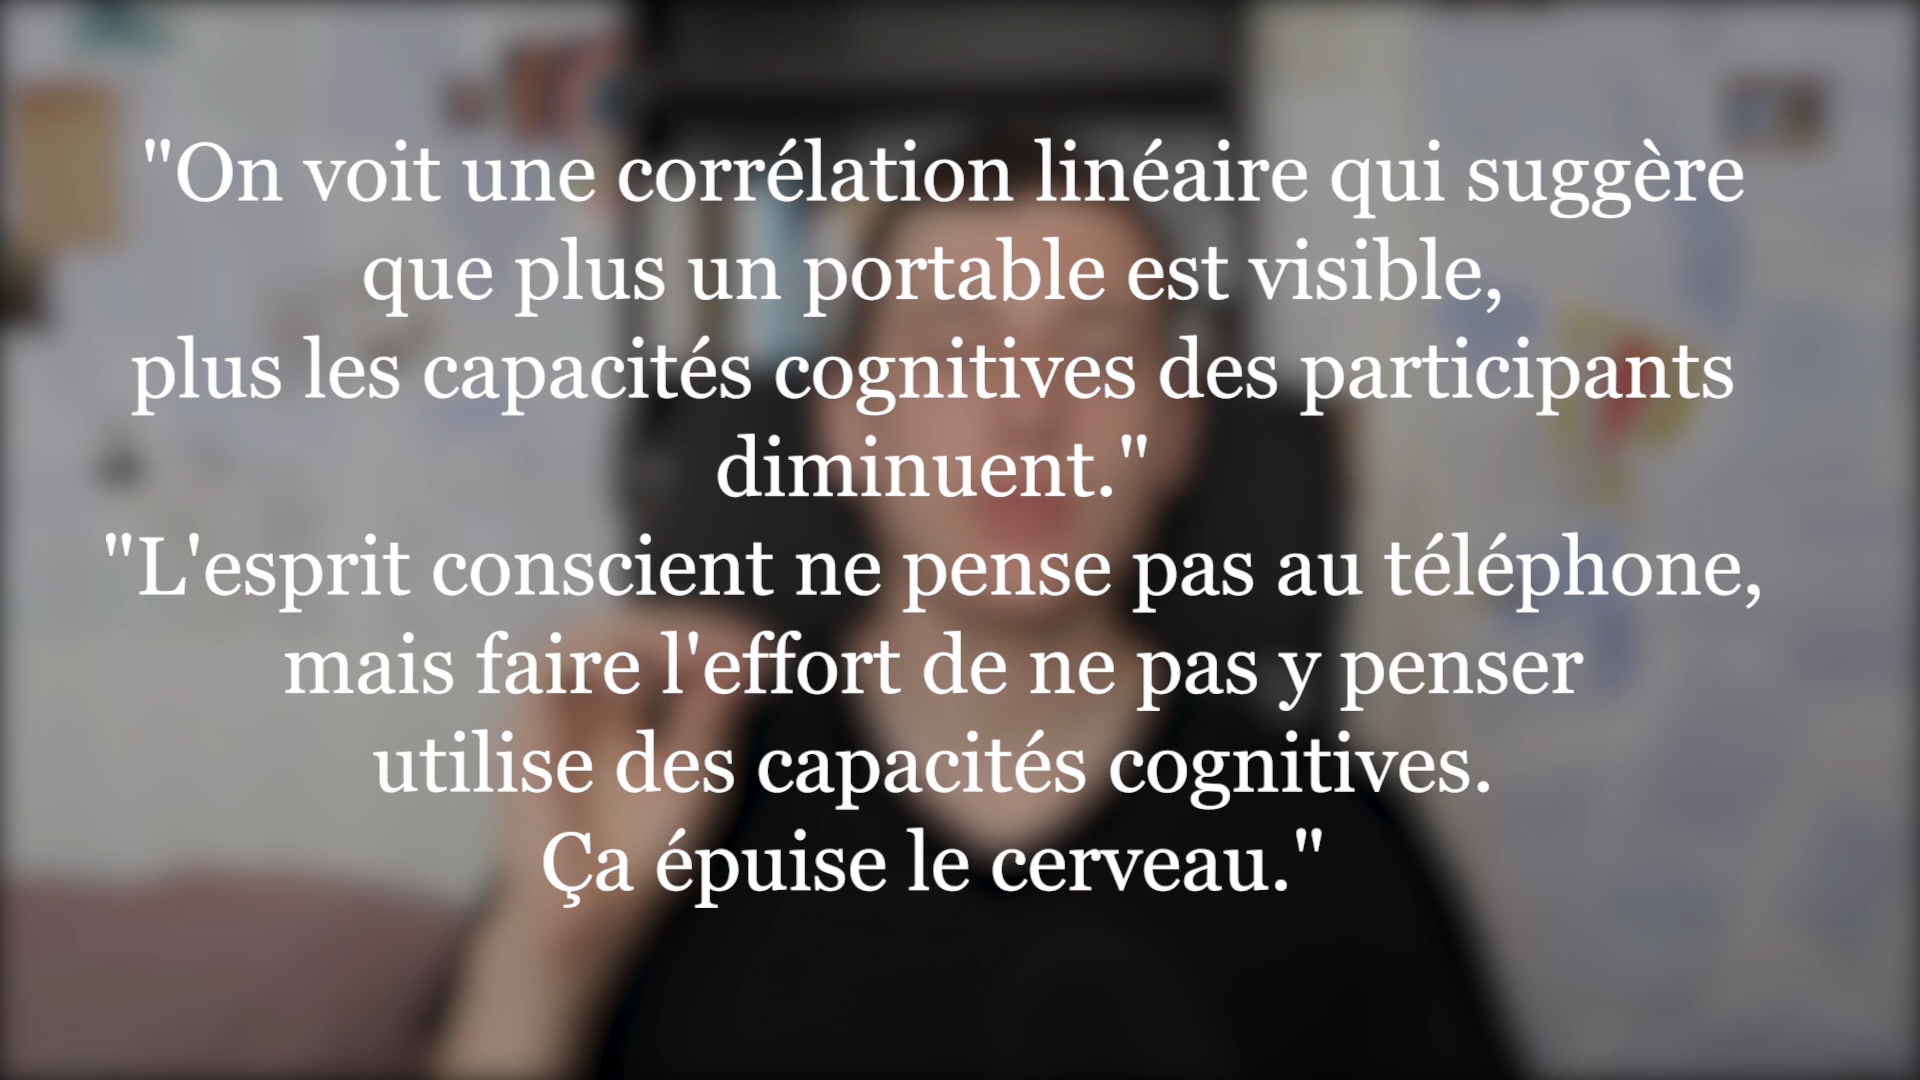 "On voit une corrélation linéaire qui suggère
que plus un portable est visible,
plus les capacités cognitives des participants
diminuent."
"L'esprit conscient ne pense pas au téléphone,
mais faire l'effort de ne pas y penser
utilise des capacités cognitives.
Ça épuise le cerveau."